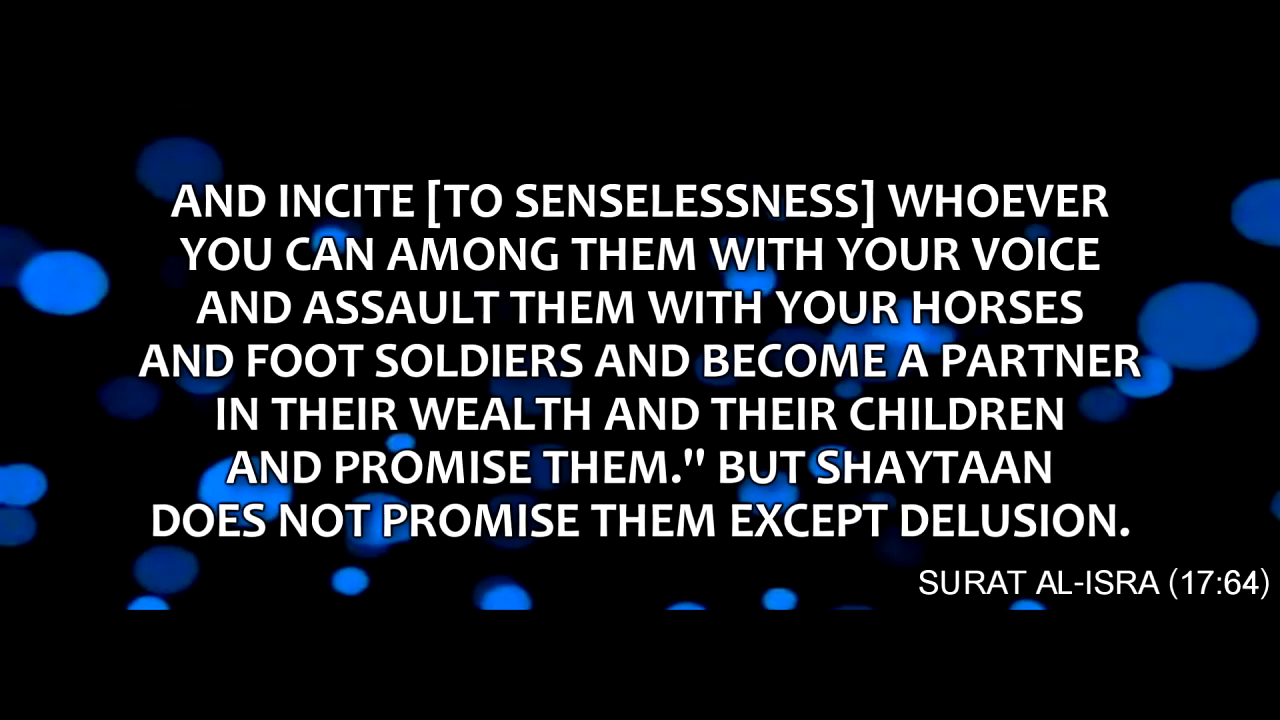 AND INCITE [TO SENSELESSNESS] WHOEVER
YOU CAN AMONG THEM WITH YOUR VOICE
AND ASSAULT THEM WITH YOUR HORSES
AND FOOT SOLDIERS AND BECOME A PARTNER
IN THEIR WEALTH AND THEIR CHILDREN
AND PROMISE THEM." BUT SHAYTAAN
DOES NOT PROMISE THEM EXCEPT DELUSION.
SURAT AL-ISRA (17:64)